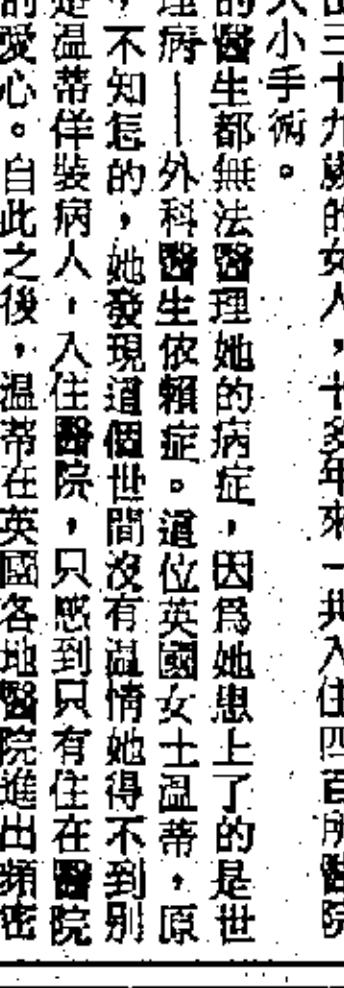 三十九歲的女人，十多年來一共入住四百所醫院
大小手術。
的醫生都無法醫理她的病症，因爲她患上了的是世
理病——外科醫生依賴症。這位英國女士温蒂，原
，不知怎的，她發現這個世間沒有温情她得不到別
是温蒂佯裝病人，入住醫院，只感到只有住在醫院
的愛心。自此之後，温蒂在英國各地醫院進出頻密